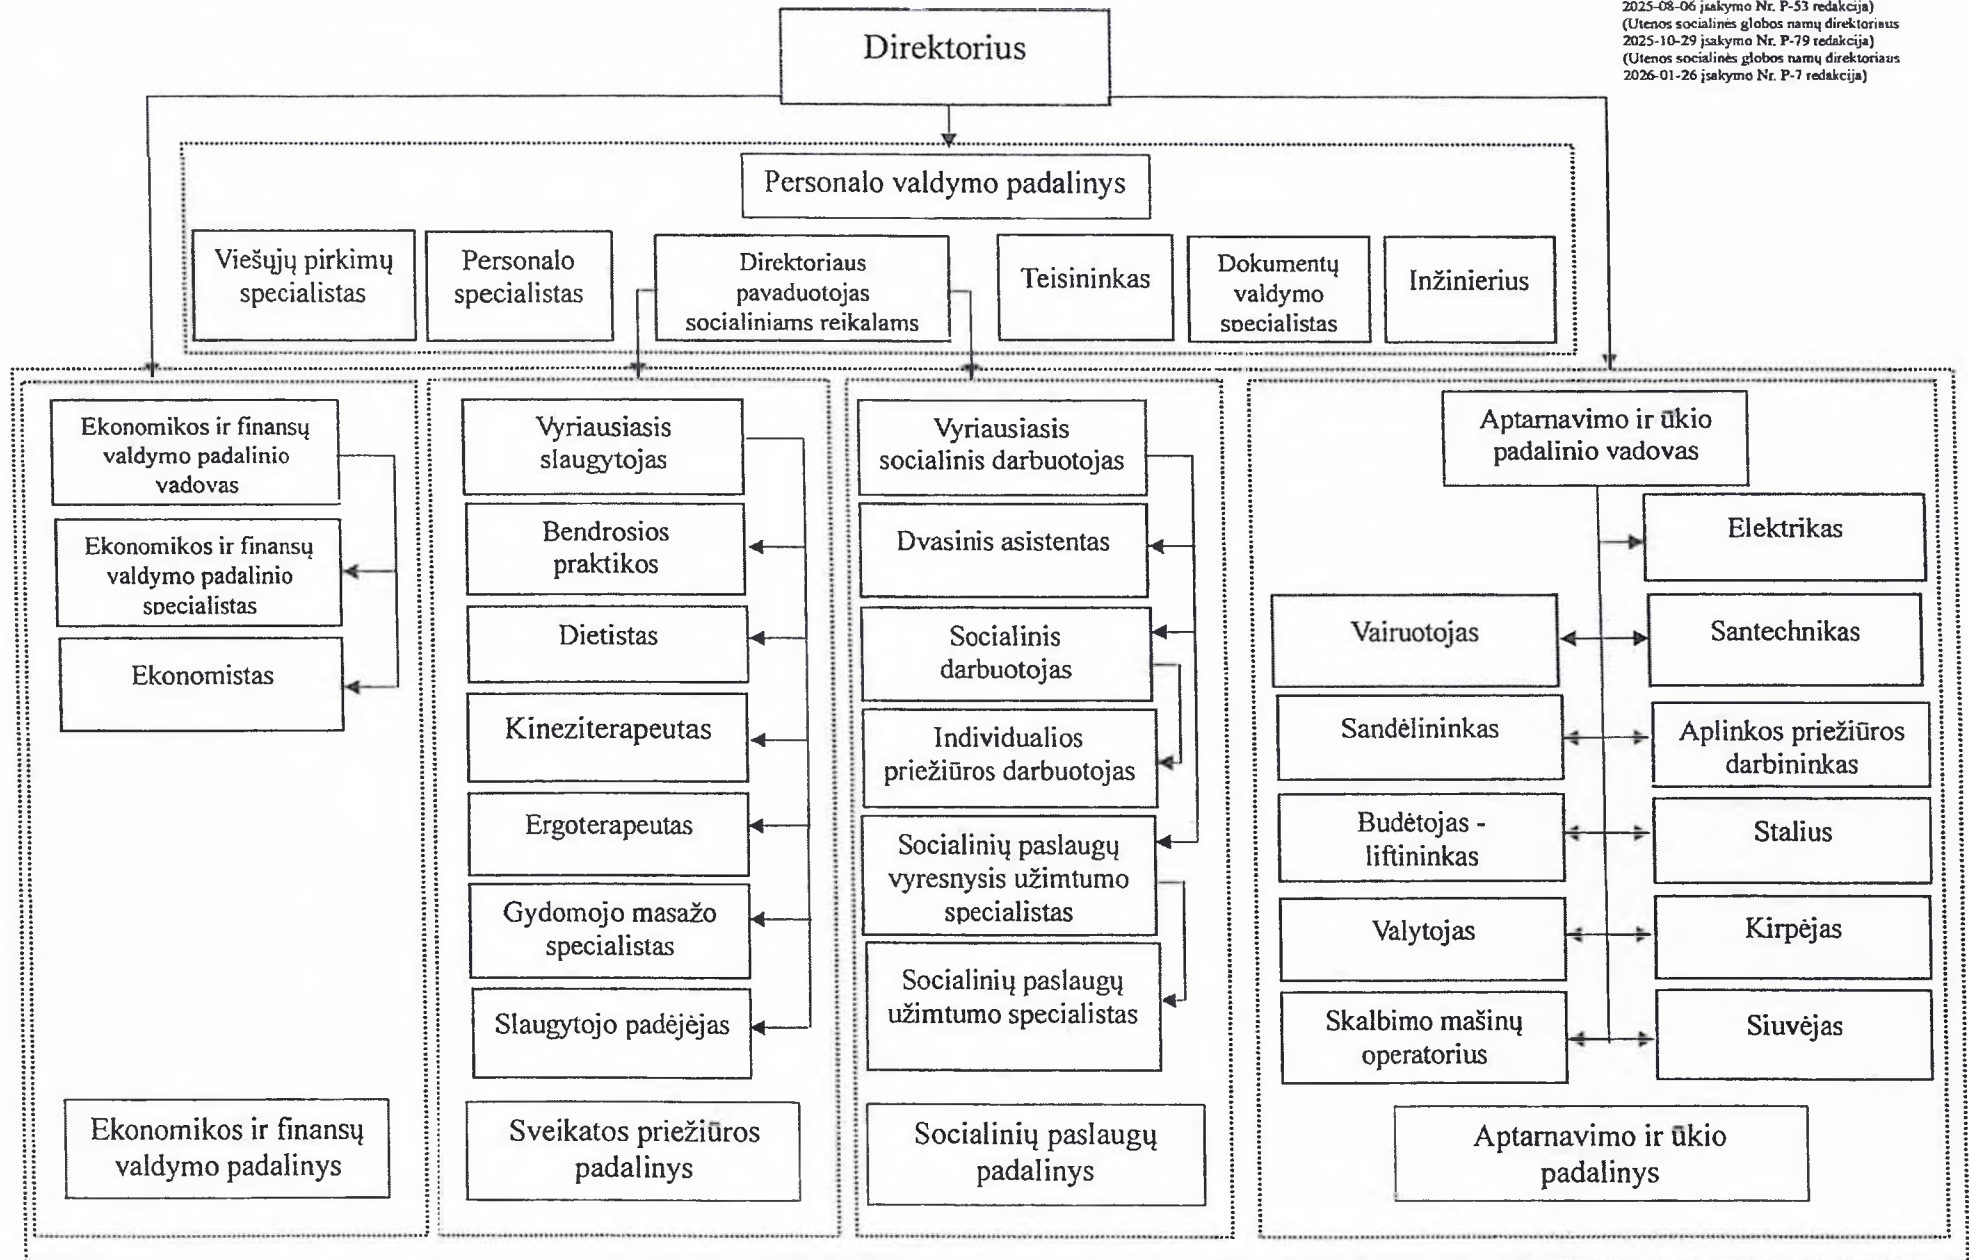 2025-08-06 įsakymo Nr. P-53 redakcija)
(Utenos socialinės globos namų direktoriaus
2025-10-29 įsakymo Nr. P-79 redakcija)
(Utenos socialinės globos namų direktoriaus
2026-01-26 įsakymo Nr. P-7 redakcija)
Direktorius
Personalo valdymo padalinys
Viešųjų pirkimų
specialistas
Personalo
specialistas
Direktoriaus
pavaduotojas
socialiniams reikalams
Teisininkas
Dokumentų
valdymo
specialistas
Inžinierius
Ekonomikos ir finansų
valdymo padalinio
vadovas
Ekonomikos ir finansų
valdymo padalinio
specialistas
Ekonomistas
Ekonomikos ir finansų
valdymo padalinys
Vyriausiasis
slaugytojas
Bendrosios
praktikos
Dietistas
Kineziterapeutas
Ergoterapeutas
Gydomojo masažo
specialistas
Slaugytojo padėjėjas
Sveikatos priežiūros
padalinys
Vyriausiasis
socialinis darbuotojas
Dvasinis asistentas
Socialinis
darbuotojas
Individualios
priežiūros darbuotojas
Socialinių paslaugų
vyresnysis užimtumo
specialistas
Socialinių paslaugų
užimtumo specialistas
Socialinių paslaugų
padalinys
Aptarnavimo ir ūkio
padalinio vadovas
Elektrikas
Vairuotojas
Santechnikas
Sandėlininkas
Aplinkos priežiūros
darbininkas
Budėtojas -
liftininkas
Stalius
Valytojas
Kirpėjas
Skalbimo mašinų
operatorius
Siuvėjas
Aptarnavimo ir ūkio
padalinys